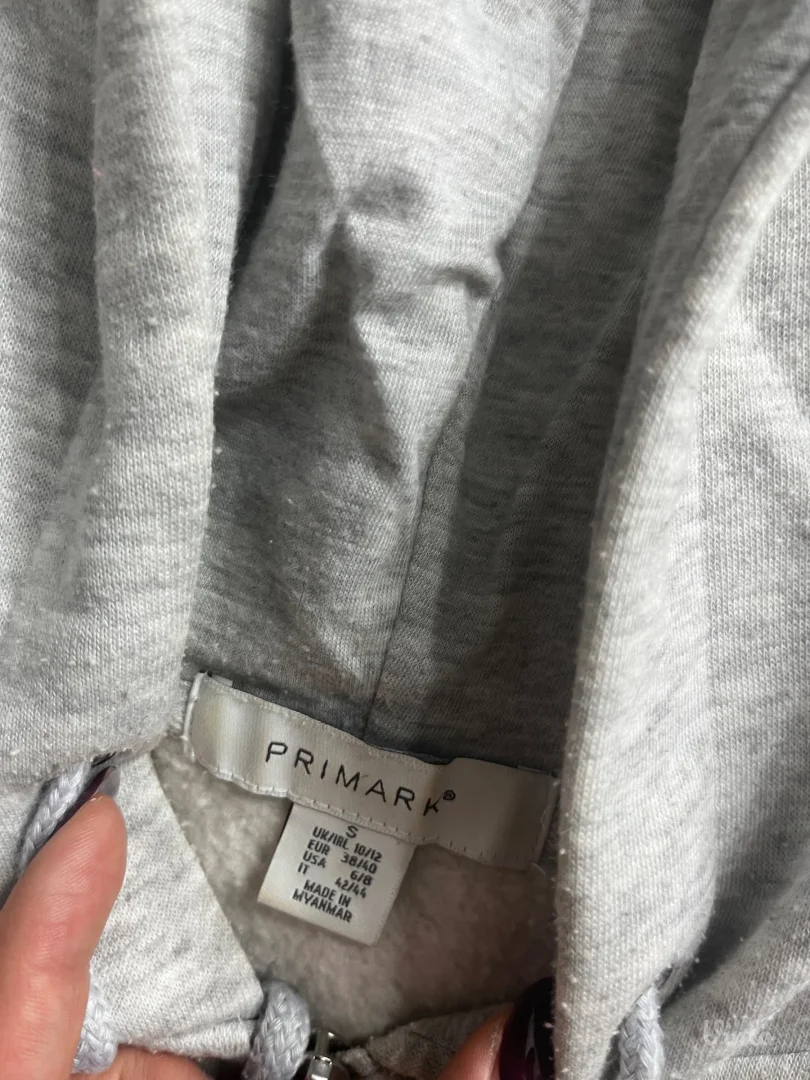 PRIMARK®
S
UK/IRL 10/12
EUR 38/40
USA 6/8
IT 42/44
MADE IN
MYANMAR